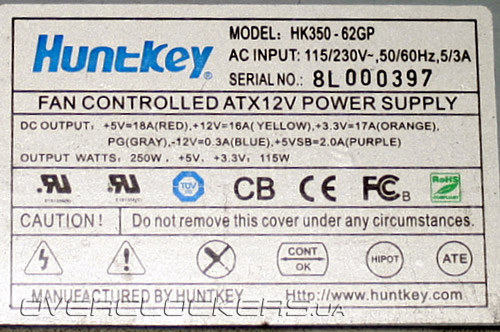 Huntkey®
MODEL: HK350-62GP
AC INPUT: 115/230V~,50/60Hz,5/3A
SERIAL NO.: 8L000397
FAN CONTROLLED ATX12V POWER SUPPLY
DC OUTPUT: +5V=18A(RED),+12V=16A(YELLOW),+3.3V=17A(ORANGE),
PG(GRAY),-12V=0.3A(BLUE),+5VSB=2.0A(PURPLE)
OUTPUT WATTS: 250W. +5V. +3.3V: 115W
TÜV CB CE FC B RoHS
COMPLIANT
CAUTION! Do not remove this cover under any circumstances.
CONT OK HIPOT ATE
MANUFACTURED BY HUNTKEY http://www.huntkey.com
OVERCLOCKERS.UA